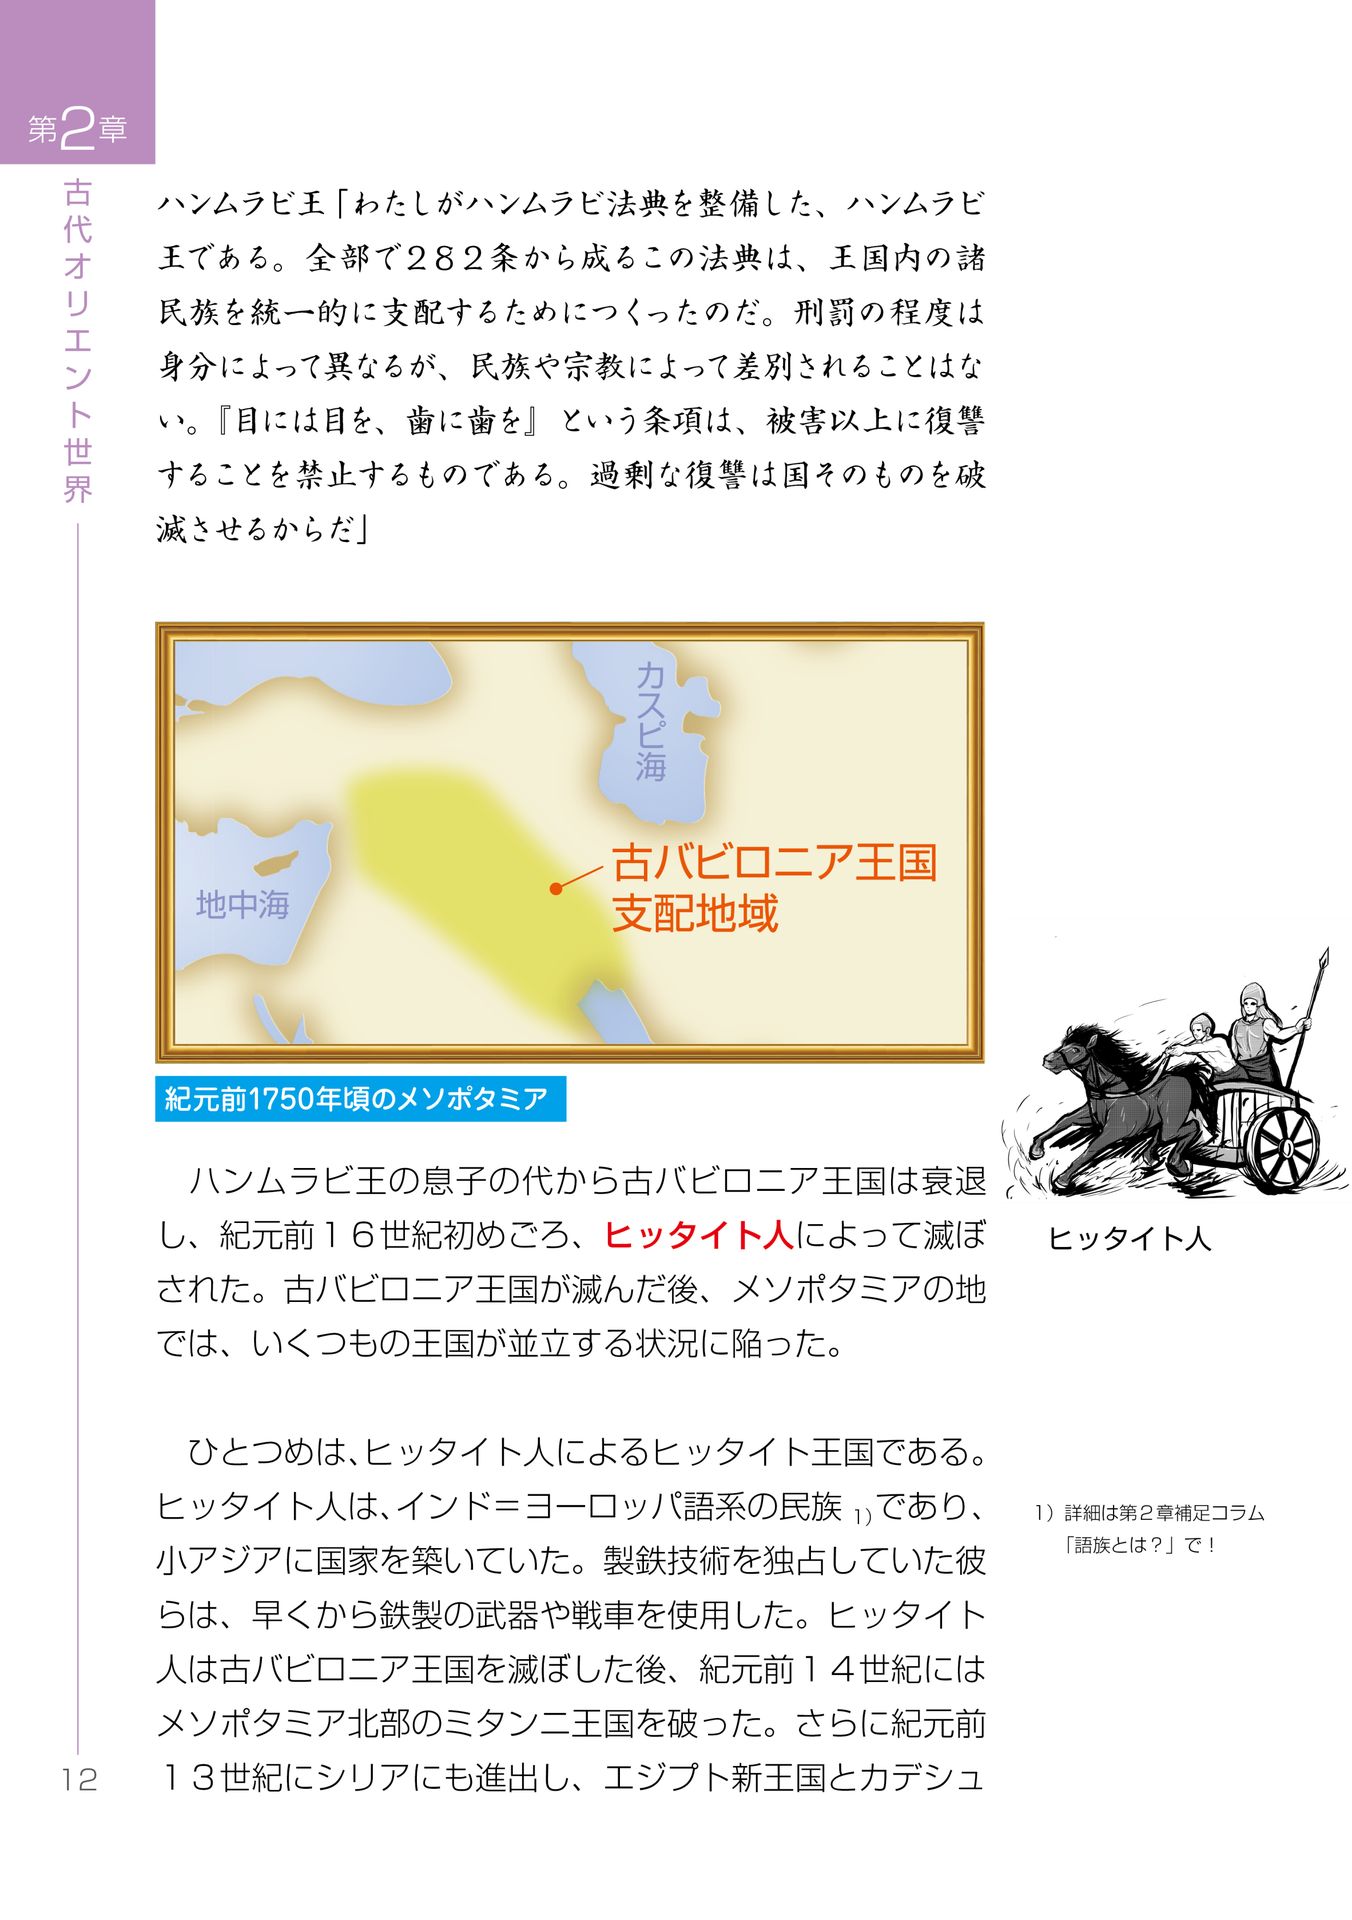 第2章
古代オリエント世界
ハンムラビ王「わたしがハンムラビ法典を整備した、ハンムラビ
王である。全部で２８２条から成るこの法典は、王国内の諸
民族を統一的に支配するためにつくったのだ。刑罰の程度は
身分によって異なるが、民族や宗教によって差別されることはな
い。『目には目を、歯に歯を』という条項は、被害以上に復讐
することを禁止するものである。過剰な復讐は国そのものを破
滅させるからだ」
カスピ海
地中海
古バビロニア王国
支配地域
紀元前1750年頃のメソポタミア
ハンムラビ王の息子の代から古バビロニア王国は衰退
し、紀元前１６世紀初めごろ、ヒッタイト人によって滅ぼ
された。古バビロニア王国が滅んだ後、メソポタミアの地
では、いくつもの王国が並立する状況に陥った。
ヒッタイト人
ひとつめは、ヒッタイト人によるヒッタイト王国である。
ヒッタイト人は、インド＝ヨーロッパ語系の民族 1)であり、
小アジアに国家を築いていた。製鉄技術を独占していた彼
らは、早くから鉄製の武器や戦車を使用した。ヒッタイト
人は古バビロニア王国を滅ぼした後、紀元前１４世紀には
メソポタミア北部のミタンニ王国を破った。さらに紀元前
１３世紀にシリアにも進出し、エジプト新王国とカデシュ
1）詳細は第２章補足コラム
「語族とは？」で！
12